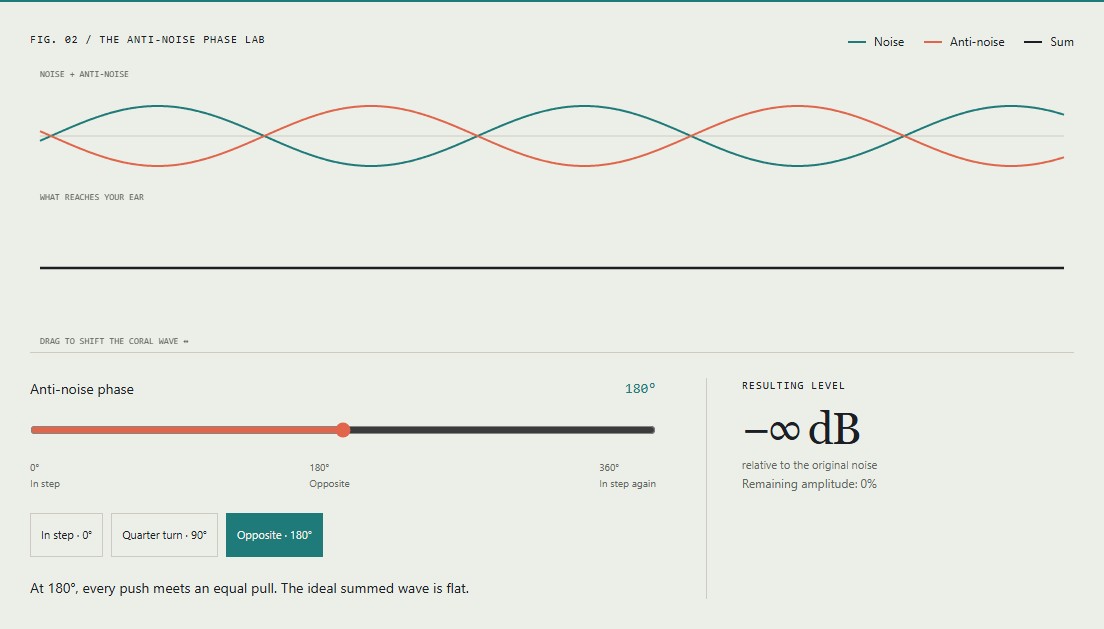 FIG. 02 / THE ANTI-NOISE PHASE LAB
Noise
Anti-noise
Sum
NOISE + ANTI-NOISE
WHAT REACHES YOUR EAR
DRAG TO SHIFT THE CORAL WAVE ↔
Anti-noise phase
180°
0°
In step
180°
Opposite
360°
In step again
In step · 0°
Quarter turn · 90°
Opposite · 180°
At 180°, every push meets an equal pull. The ideal summed wave is flat.
RESULTING LEVEL
−∞ dB
relative to the original noise
Remaining amplitude: 0%